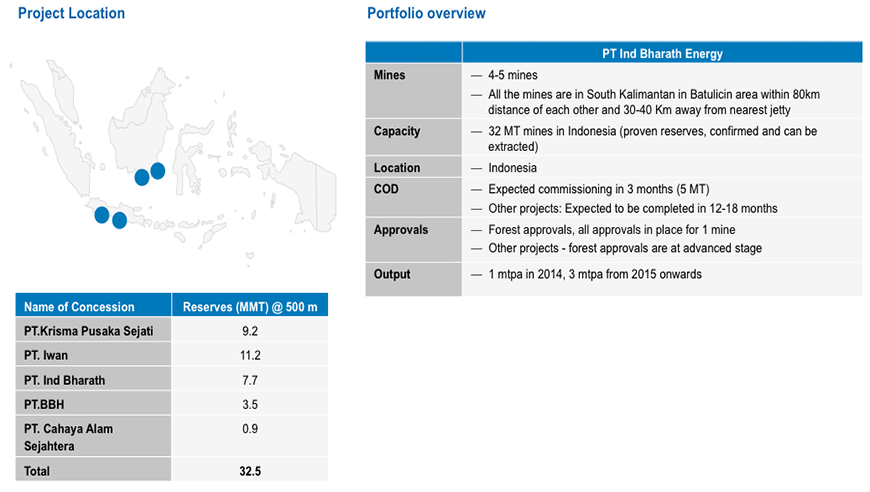 Project Location
Portfolio overview
PT Ind Bharath Energy
Mines
— 4-5 mines
— All the mines are in South Kalimantan in Batulicin area within 80km
distance of each other and 30-40 Km away from nearest jetty
Capacity
— 32 MT mines in Indonesia (proven reserves, confirmed and can be
extracted)
Location
— Indonesia
COD
— Expected commissioning in 3 months (5 MT)
— Other projects: Expected to be completed in 12-18 months
Approvals
— Forest approvals, all approvals in place for 1 mine
— Other projects - forest approvals are at advanced stage
Output
— 1 mtpa in 2014, 3 mtpa from 2015 onwards
Name of Concession Reserves (MMT) @ 500 m
PT.Krisma Pusaka Sejati 9.2
PT. Iwan 11.2
PT. Ind Bharath 7.7
PT.BBH 3.5
PT. Cahaya Alam
Sejahtera 0.9
Total 32.5